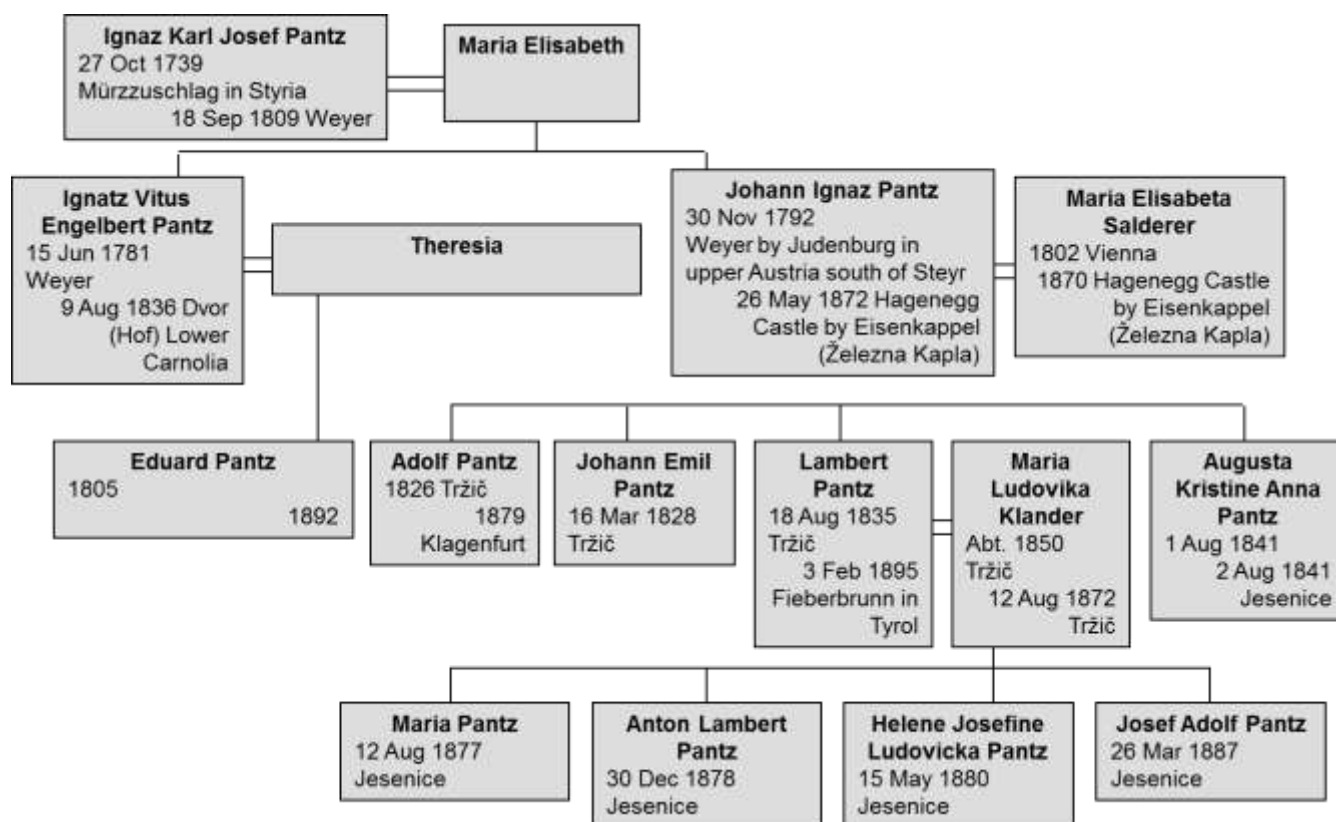 Ignaz Karl Josef Pantz
27 Oct 1739
Mürzzuschlag in Styria
18 Sep 1809 Weyer
Maria Elisabeth
Ignatz Vitus
Engelbert Pantz
15 Jun 1781
Weyer
9 Aug 1836 Dvor
(Hof) Lower
Carnolia
Theresia
Johann Ignaz Pantz
30 Nov 1792
Weyer by Judenburg in
upper Austria south of Steyr
26 May 1872 Hagenegg
Castle by Eisenkappel
(Železna Kapla)
Maria Elisabeta
Salderer
1802 Vienna
1870 Hagenegg Castle
by Eisenkappel
(Železna Kapla)
Eduard Pantz
1805
1892
Adolf Pantz
1826 Tržič
1879
Klagenfurt
Johann Emil
Pantz
16 Mar 1828
Tržič
Lambert
Pantz
18 Aug 1835
Tržič
3 Feb 1895
Fieberbrunn in
Tyrol
Maria
Ludovika
Klander
Abt. 1850
Tržič
12 Aug 1872
Tržič
Augusta
Kristine Anna
Pantz
1 Aug 1841
2 Aug 1841
Jesenice
Maria Pantz
12 Aug 1877
Jesenice
Anton Lambert
Pantz
30 Dec 1878
Jesenice
Helene Josefine
Ludovicka Pantz
15 May 1880
Jesenice
Josef Adolf Pantz
26 Mar 1887
Jesenice